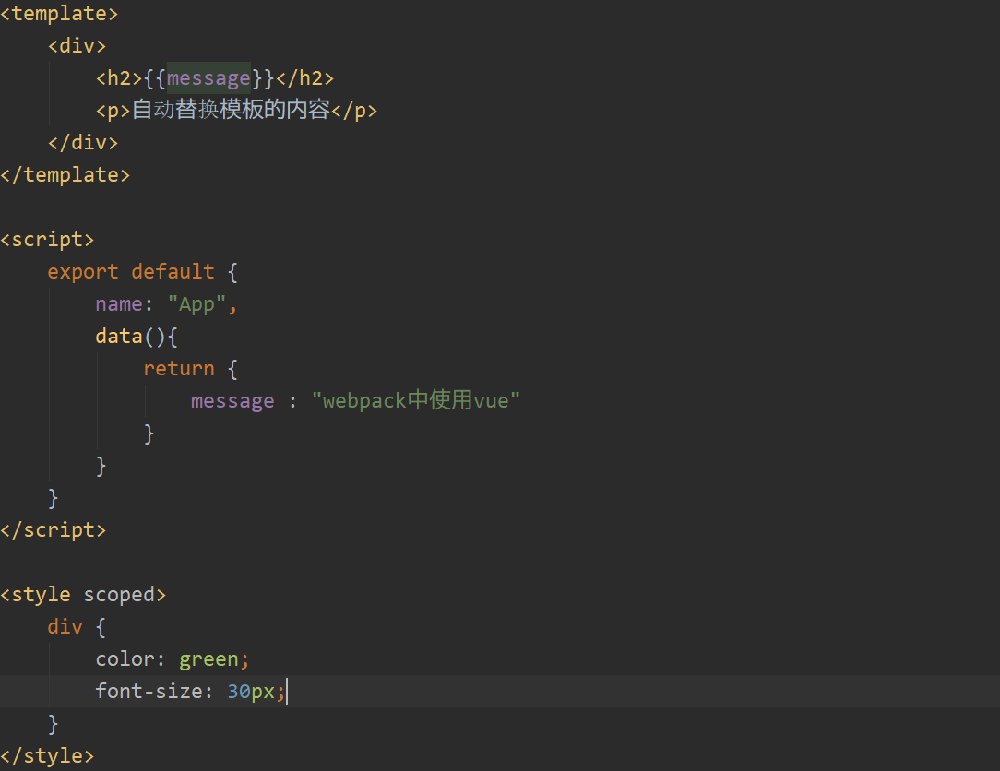 <template>
    <div>
        <h2>{{message}}</h2>
        <p>自动替换模板的内容</p>
    </div>
</template>

<script>
    export default {
        name: "App",
        data(){
            return {
                message : "webpack中使用vue"
            }
        }
    }
</script>

<style scoped>
    div {
        color: green;
        font-size: 30px;
    }
</style>